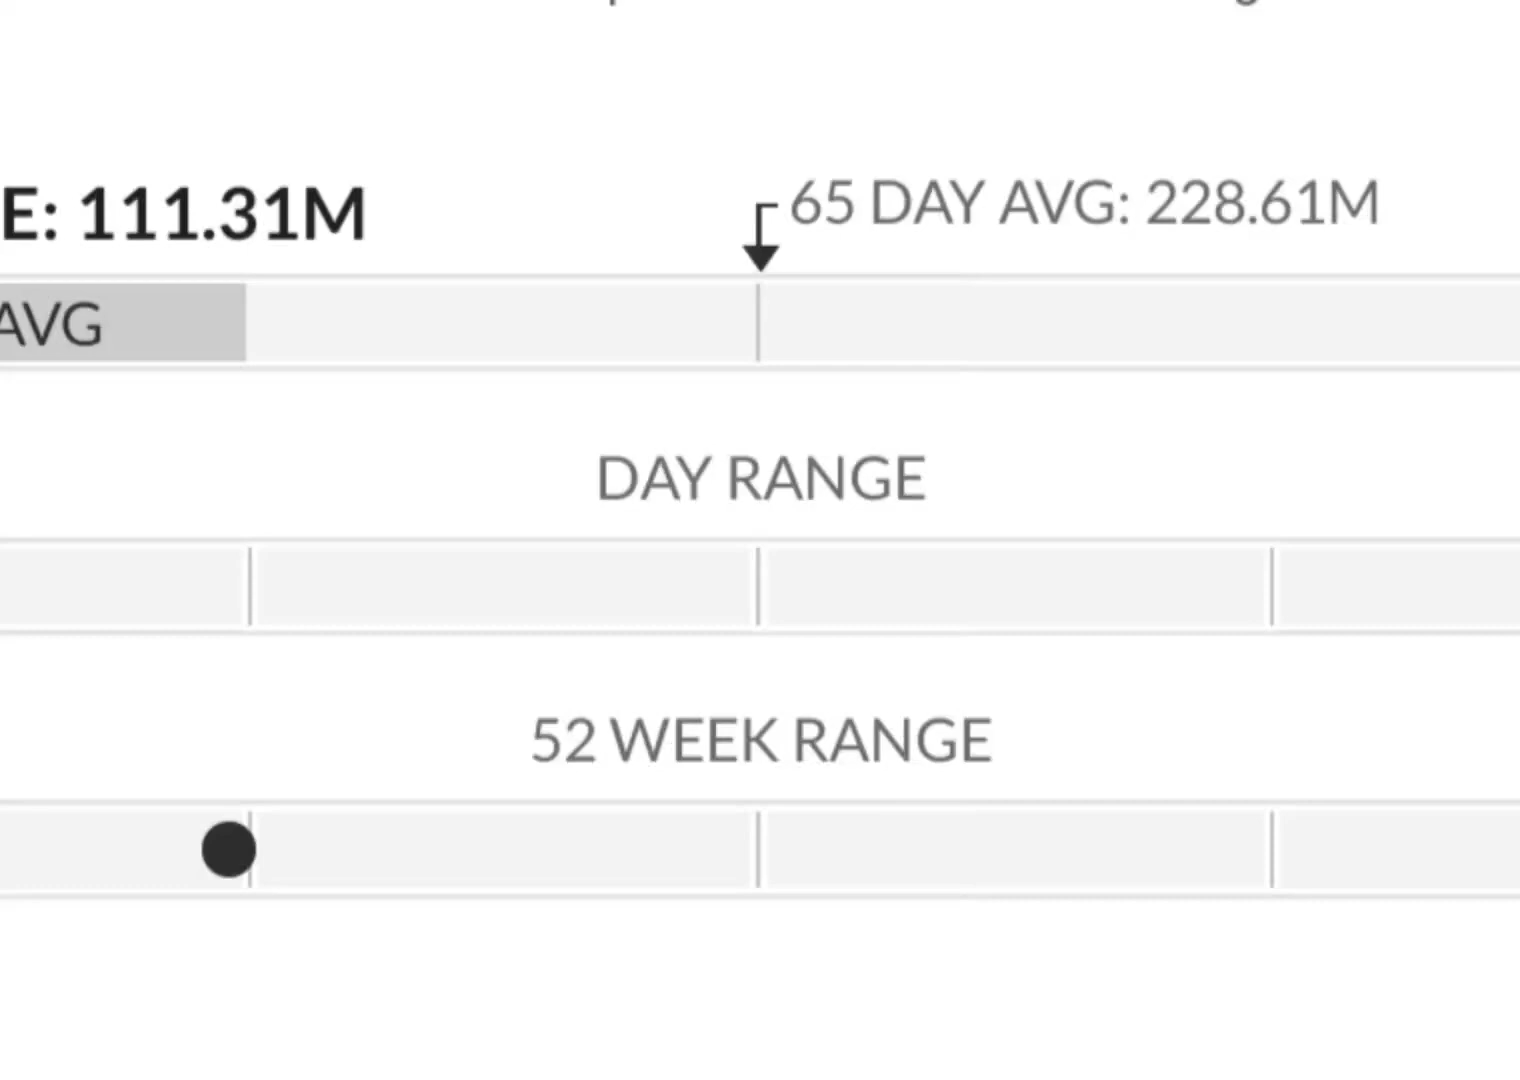 E: 111.31M
65 DAY AVG: 228.61M
AVG
DAY RANGE
52 WEEK RANGE